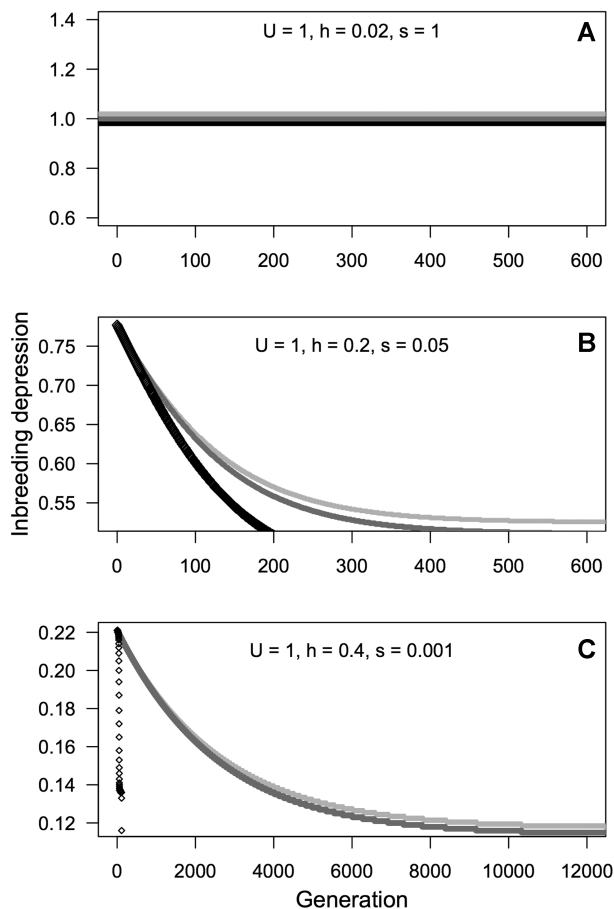 U = 1, h = 0.02, s = 1
A
1.4
1.2
1.0
0.8
0.6
0 100 200 300 400 500 600
Inbreeding depression
U = 1, h = 0.2, s = 0.05
B
0.75
0.70
0.65
0.60
0.55
0 100 200 300 400 500 600
U = 1, h = 0.4, s = 0.001
C
0.22
0.20
0.18
0.16
0.14
0.12
0 2000 4000 6000 8000 10000 12000
Generation